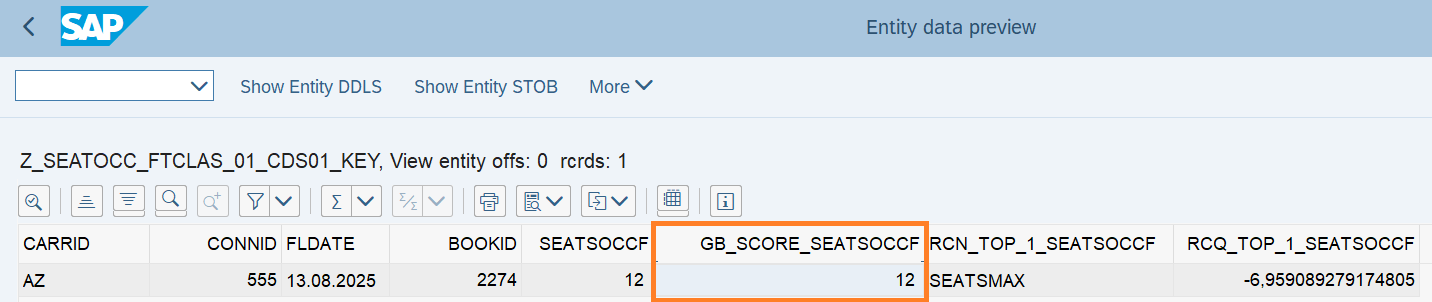 SAP Entity data preview
Show Entity DDLS Show Entity STOB More
Z_SEATOCC_FTCLAS_01_CDS01_KEY, View entity offs: 0 rcrds: 1
CARRID CONNID FLDATE BOOKID SEATSOCCF GB_SCORE_SEATSOCCF RCN_TOP_1_SEATSOCCF RCQ_TOP_1_SEATSOCCF
AZ 555 13.08.2025 2274 12 12 SEATSMAX -6,959089279174805